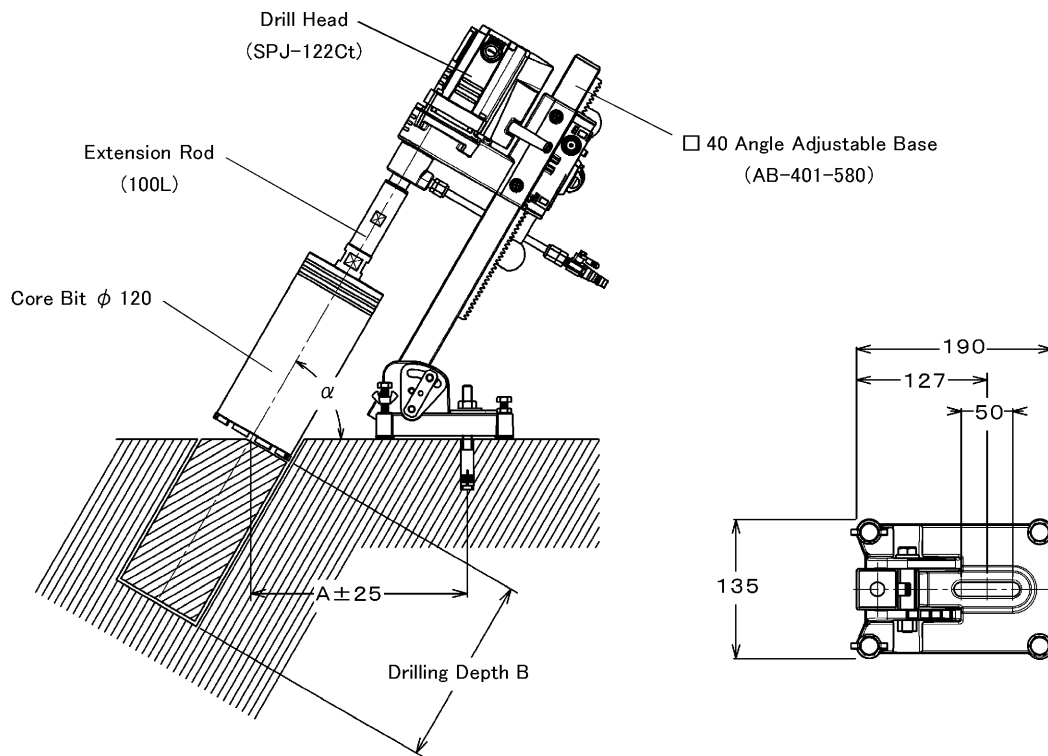 Drill Head
(SPJ-122Ct)
Extension Rod
(100L)
□ 40 Angle Adjustable Base
(AB-401-580)
Core Bit φ 120
α
A±25
Drilling Depth B
190
127
50
135